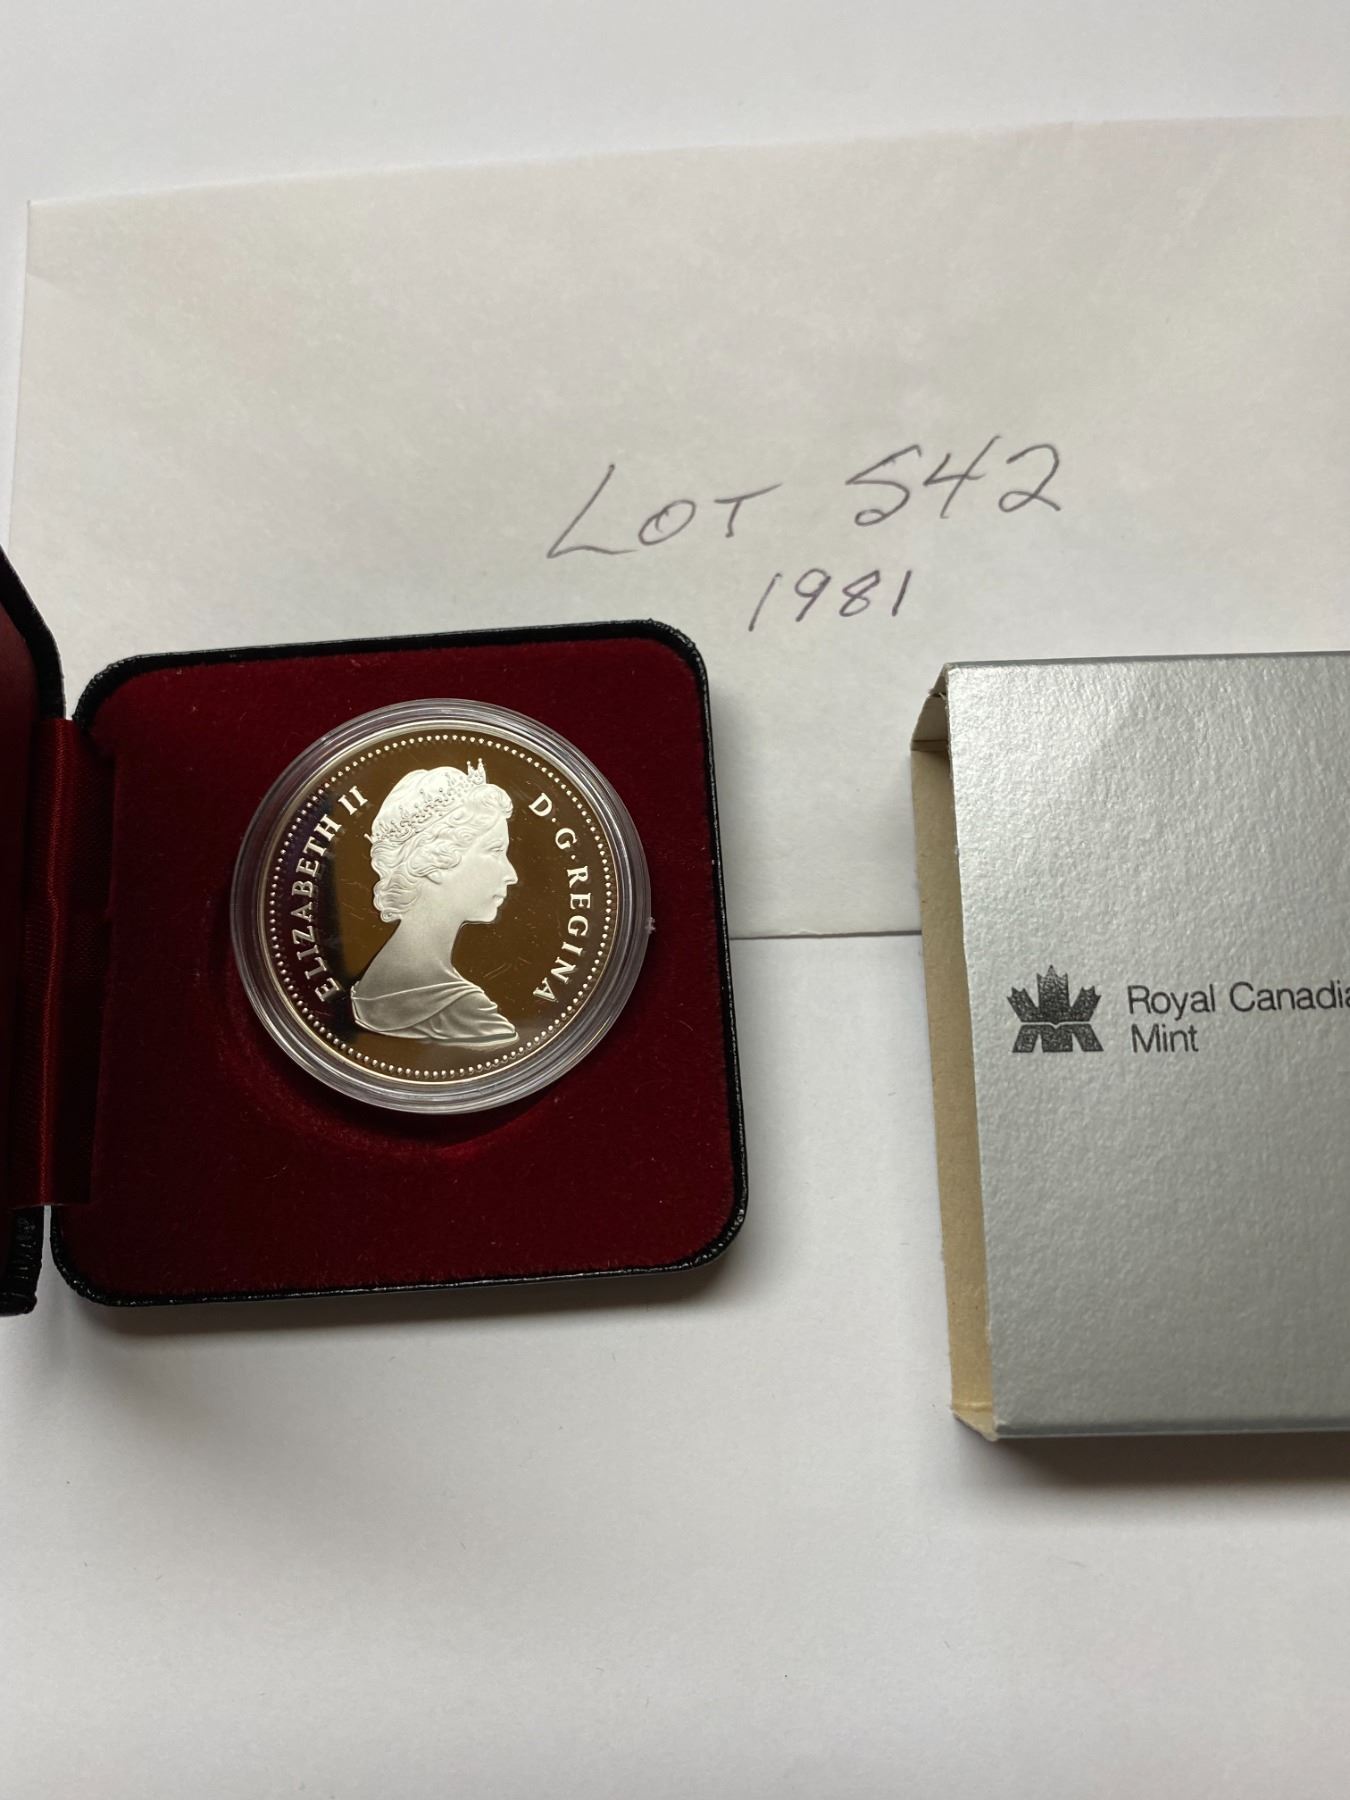 LOT 542
1981
ELIZABETH II D·G·REGINA
Royal Canadia
Mint